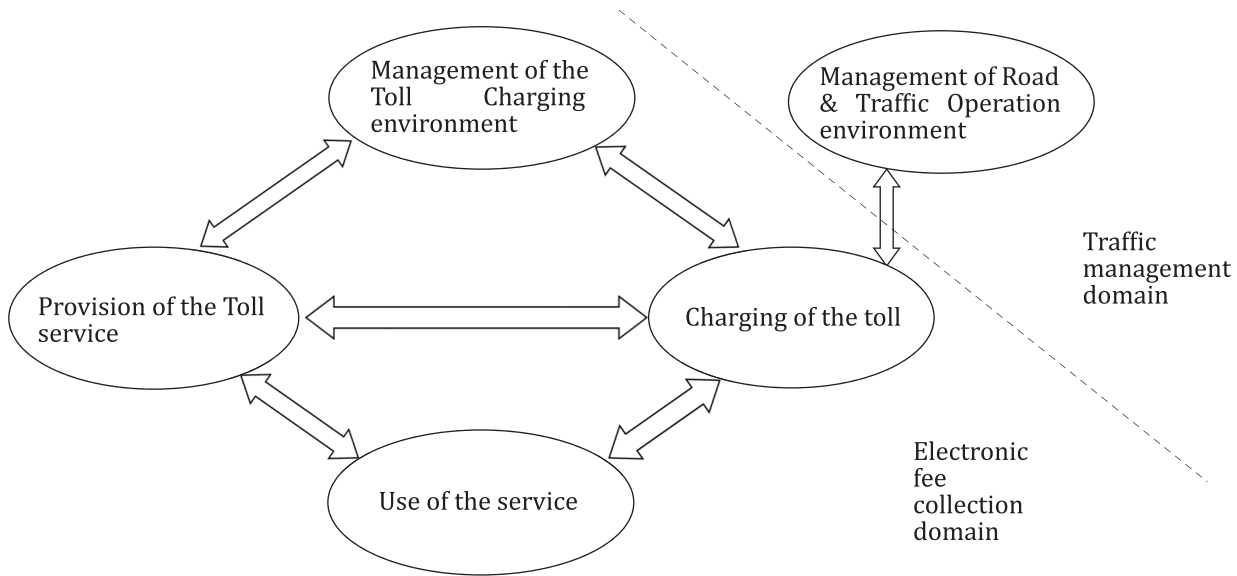 Management of the
Toll Charging
environment
Management of Road
& Traffic Operation
environment
Traffic
management
domain
Provision of the Toll
service
Charging of the toll
Use of the service
Electronic
fee
collection
domain